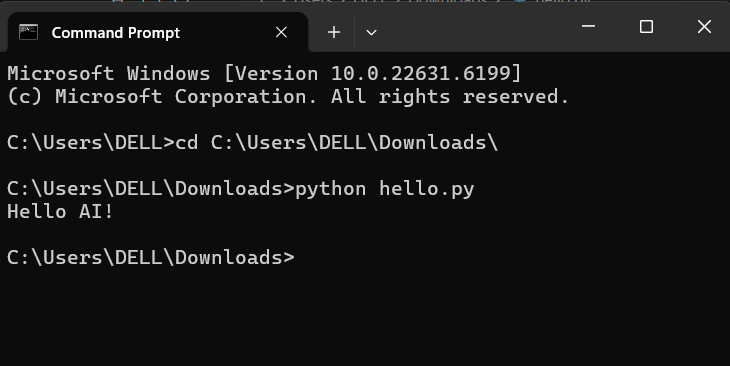 Command Prompt
Microsoft Windows [Version 10.0.22631.6199]
(c) Microsoft Corporation. All rights reserved.
C:\Users\DELL>cd C:\Users\DELL\Downloads\
C:\Users\DELL\Downloads>python hello.py
Hello AI!
C:\Users\DELL\Downloads>